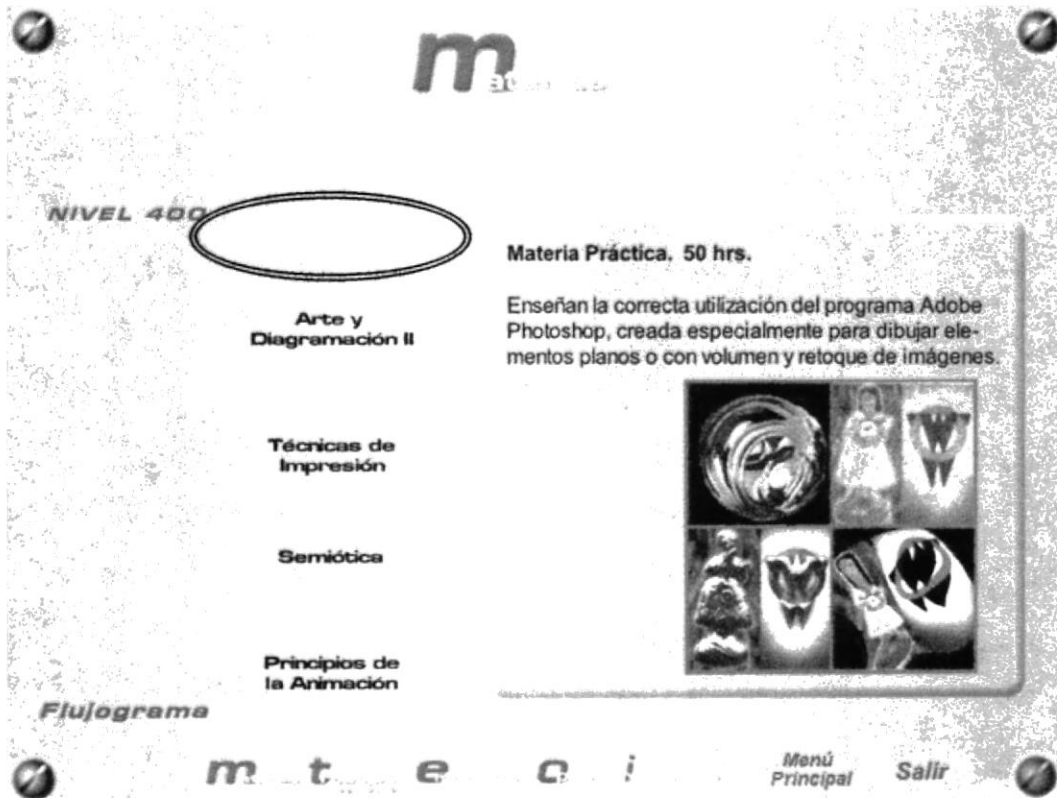 m
NIVEL 400
Materia Práctica. 50 hrs.
Enseñan la correcta utilización del programa Adobe
Photoshop, creada especialmente para dibujar ele-
mentos planos o con volumen y retoque de imágenes.
Arte y
Diagramación II
Técnicas de
Impresión
Semiótica
Principios de
la Animación
Flujograma
m t e c i
Menú
Principal
Salir